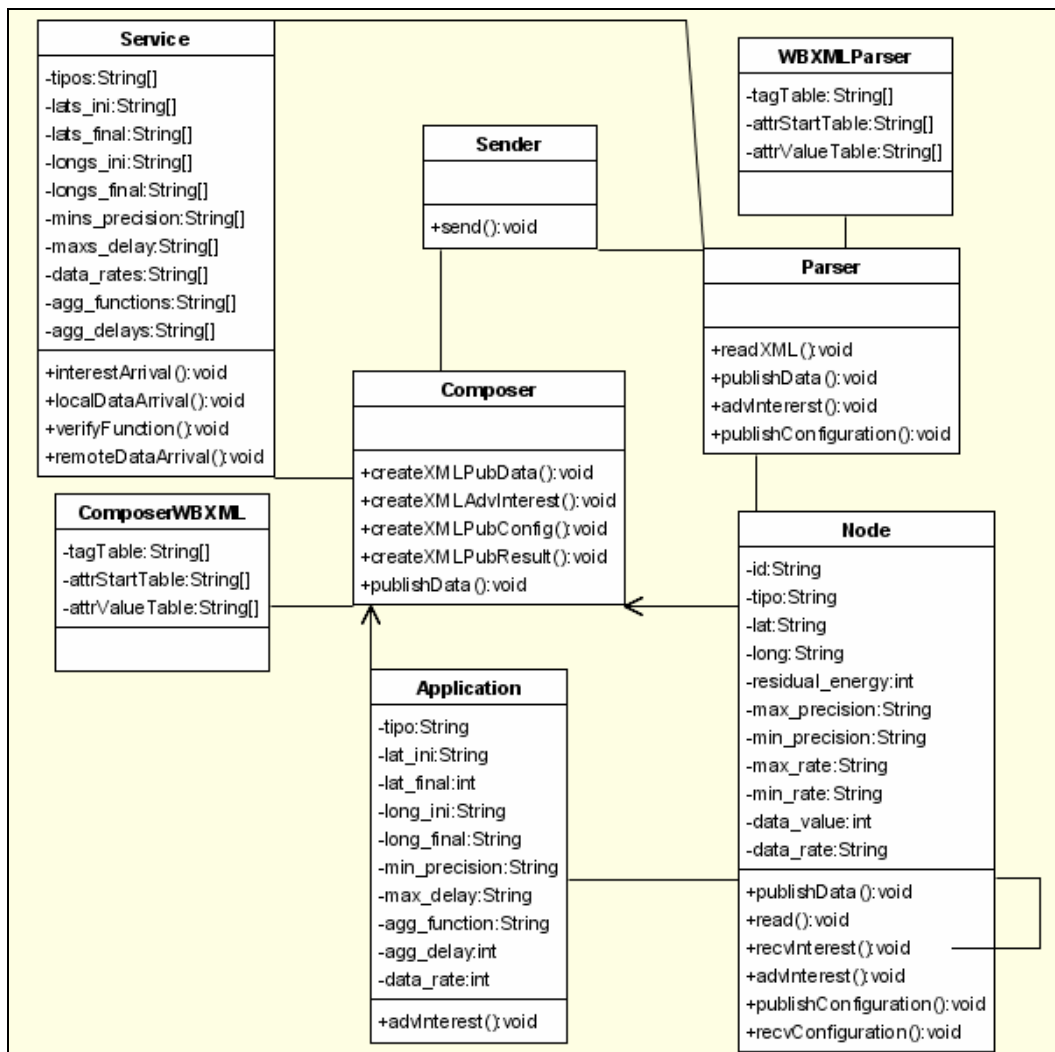 Service
-tipos:String[]
-lats_ini:String[]
-lats_final:String[]
-longs_ini:String[]
-longs_final:String[]
-mins_precision:String[]
-maxs_delay:String[]
-data_rates:String[]
-agg_functions:String[]
-agg_delays:String[]
+interestArrival():void
+localDataArrival():void
+verifyFunction():void
+remoteDataArrival():void
WBXMLParser
-tagTable:String[]
-attrStartTable:String[]
-attrValueTable:String[]
Sender
+send():void
Parser
+readXML():void
+publishData():void
+advIntererst():void
+publishConfiguration():void
Composer
+createXMLPubData():void
+createXMLAdvInterest():void
+createXMLPubConfig():void
+createXMLPubResult():void
+publishData():void
ComposerWBXML
-tagTable:String[]
-attrStartTable:String[]
-attrValueTable:String[]
Node
-id:String
-tipo:String
-lat:String
-long:String
-residual_energy:int
-max_precision:String
-min_precision:String
-max_rate:String
-min_rate:String
-data_value:int
-data_rate:String
+publishData():void
+read():void
+recvInterest():void
+advInterest():void
+publishConfiguration():void
+recvConfiguration():void
Application
-tipo:String
-lat_ini:String
-lat_final:int
-long_ini:String
-long_final:String
-min_precision:String
-max_delay:String
-agg_function:String
-agg_delay:int
-data_rate:int
+advInterest():void